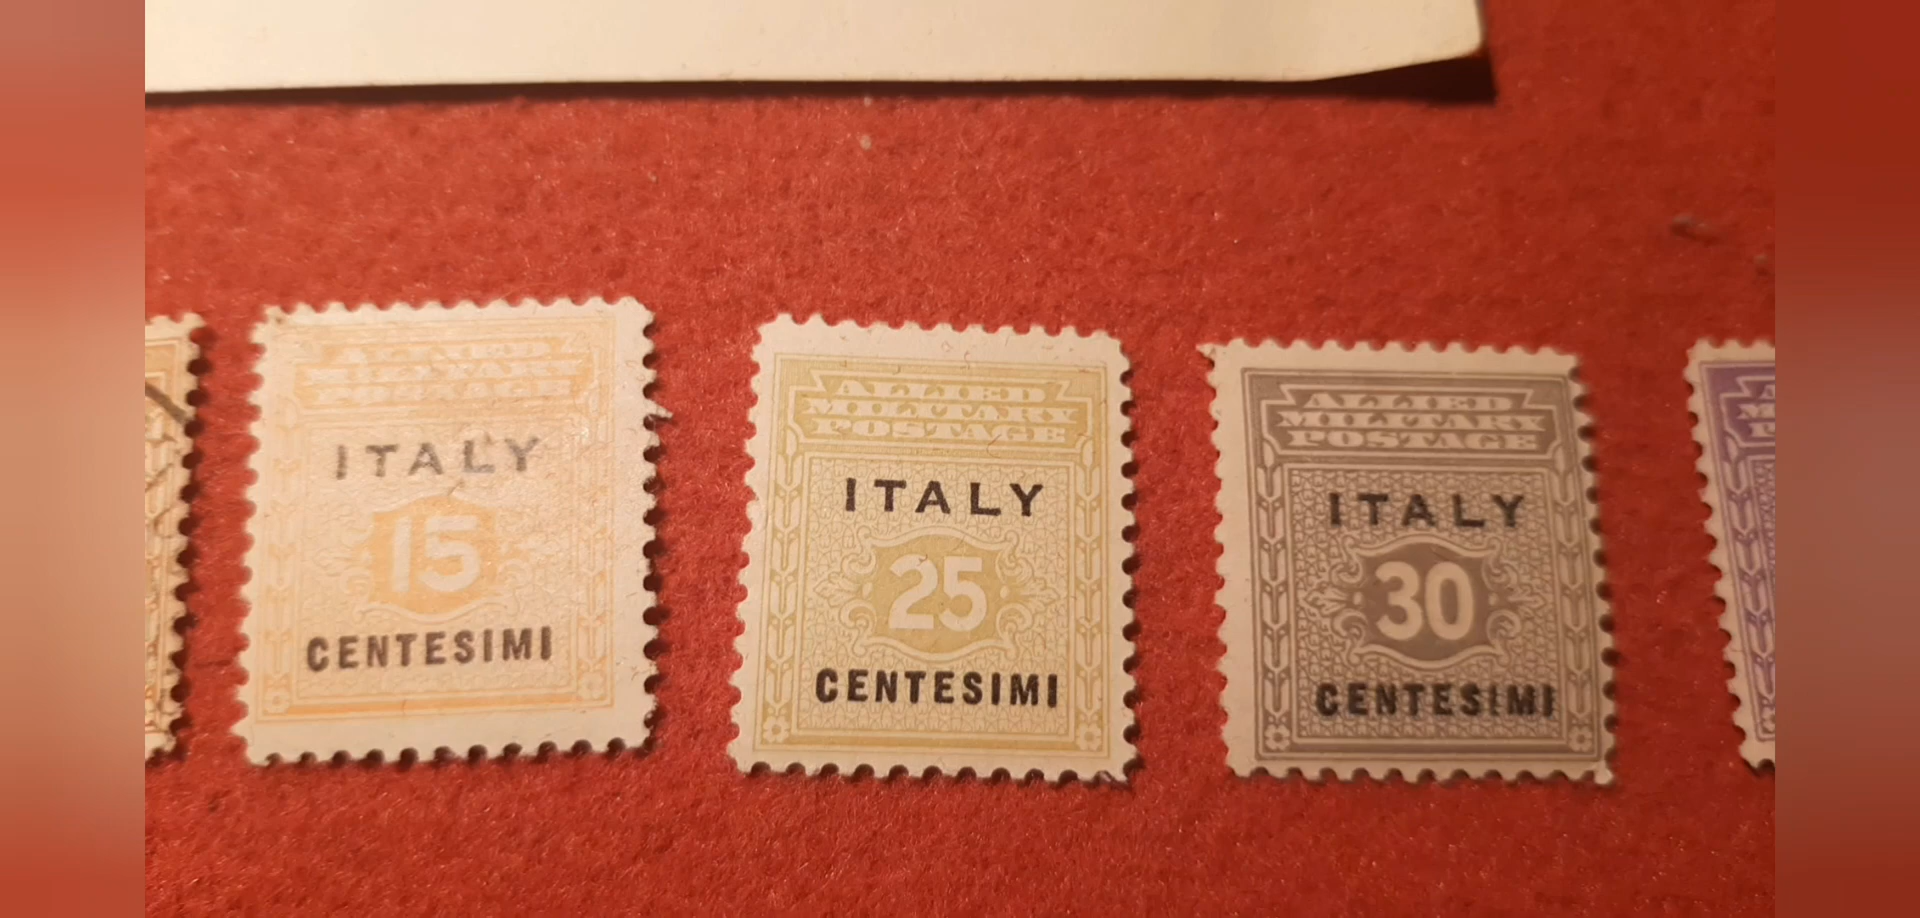 ALLIED
MILITARY
POSTAGE
ITALY
15
CENTESIMI
ALLIED
MILITARY
POSTAGE
ITALY
25
CENTESIMI
ALLIED
MILITARY
POSTAGE
ITALY
30
CENTESIMI